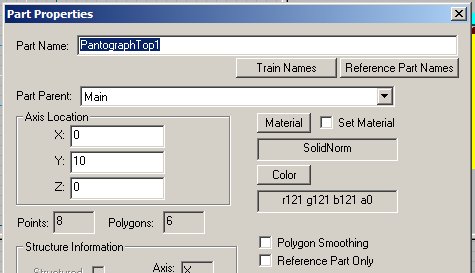 Part Properties
Part Name: PantographTop1
Train Names Reference Part Names
Part Parent: Main
Axis Location
X: 0
Y: 10
Z: 0
Material Set Material
SolidNorm
Color
r121 g121 b121 a0
Points: 8 Polygons: 6
Structure Information
Polygon Smoothing
Reference Part Only
Structured Axis: X